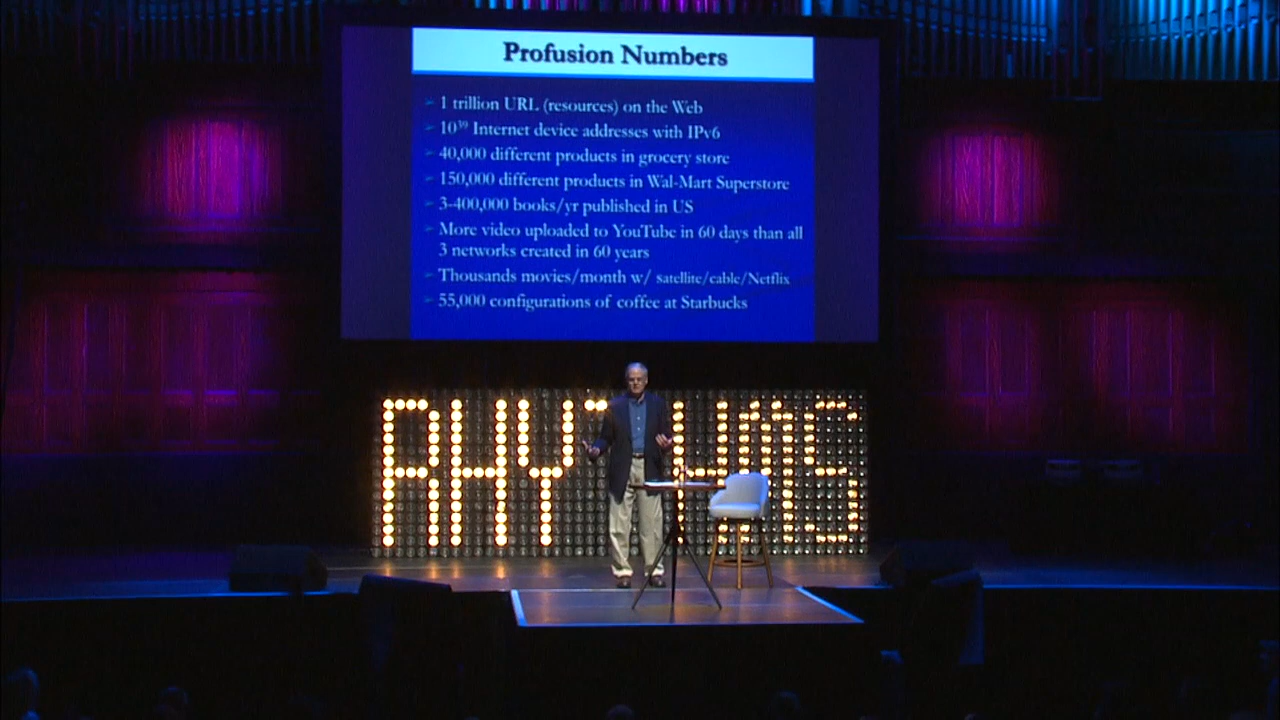 Profusion Numbers
1 trillion URL (resources) on the Web
10³⁹ Internet device addresses with IPv6
40,000 different products in grocery store
150,000 different products in Wal-Mart Superstore
3-400,000 books/yr published in US
More video uploaded to YouTube in 60 days than all
3 networks created in 60 years
Thousands movies/month w/ satellite/cable/Netflix
55,000 configurations of coffee at Starbucks